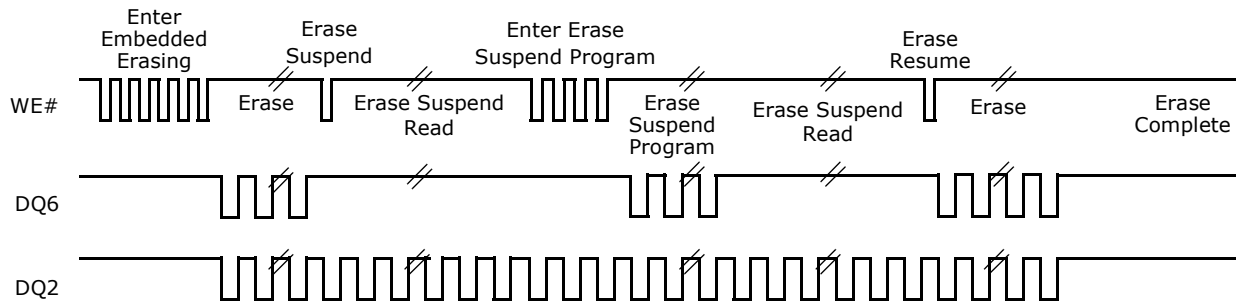 Enter
Embedded
Erasing
Erase
Suspend
Enter Erase
Suspend Program
Erase
Resume
WE#
Erase
Erase Suspend
Read
Erase
Suspend
Program
Erase Suspend
Read
Erase
Erase
Complete
DQ6
DQ2